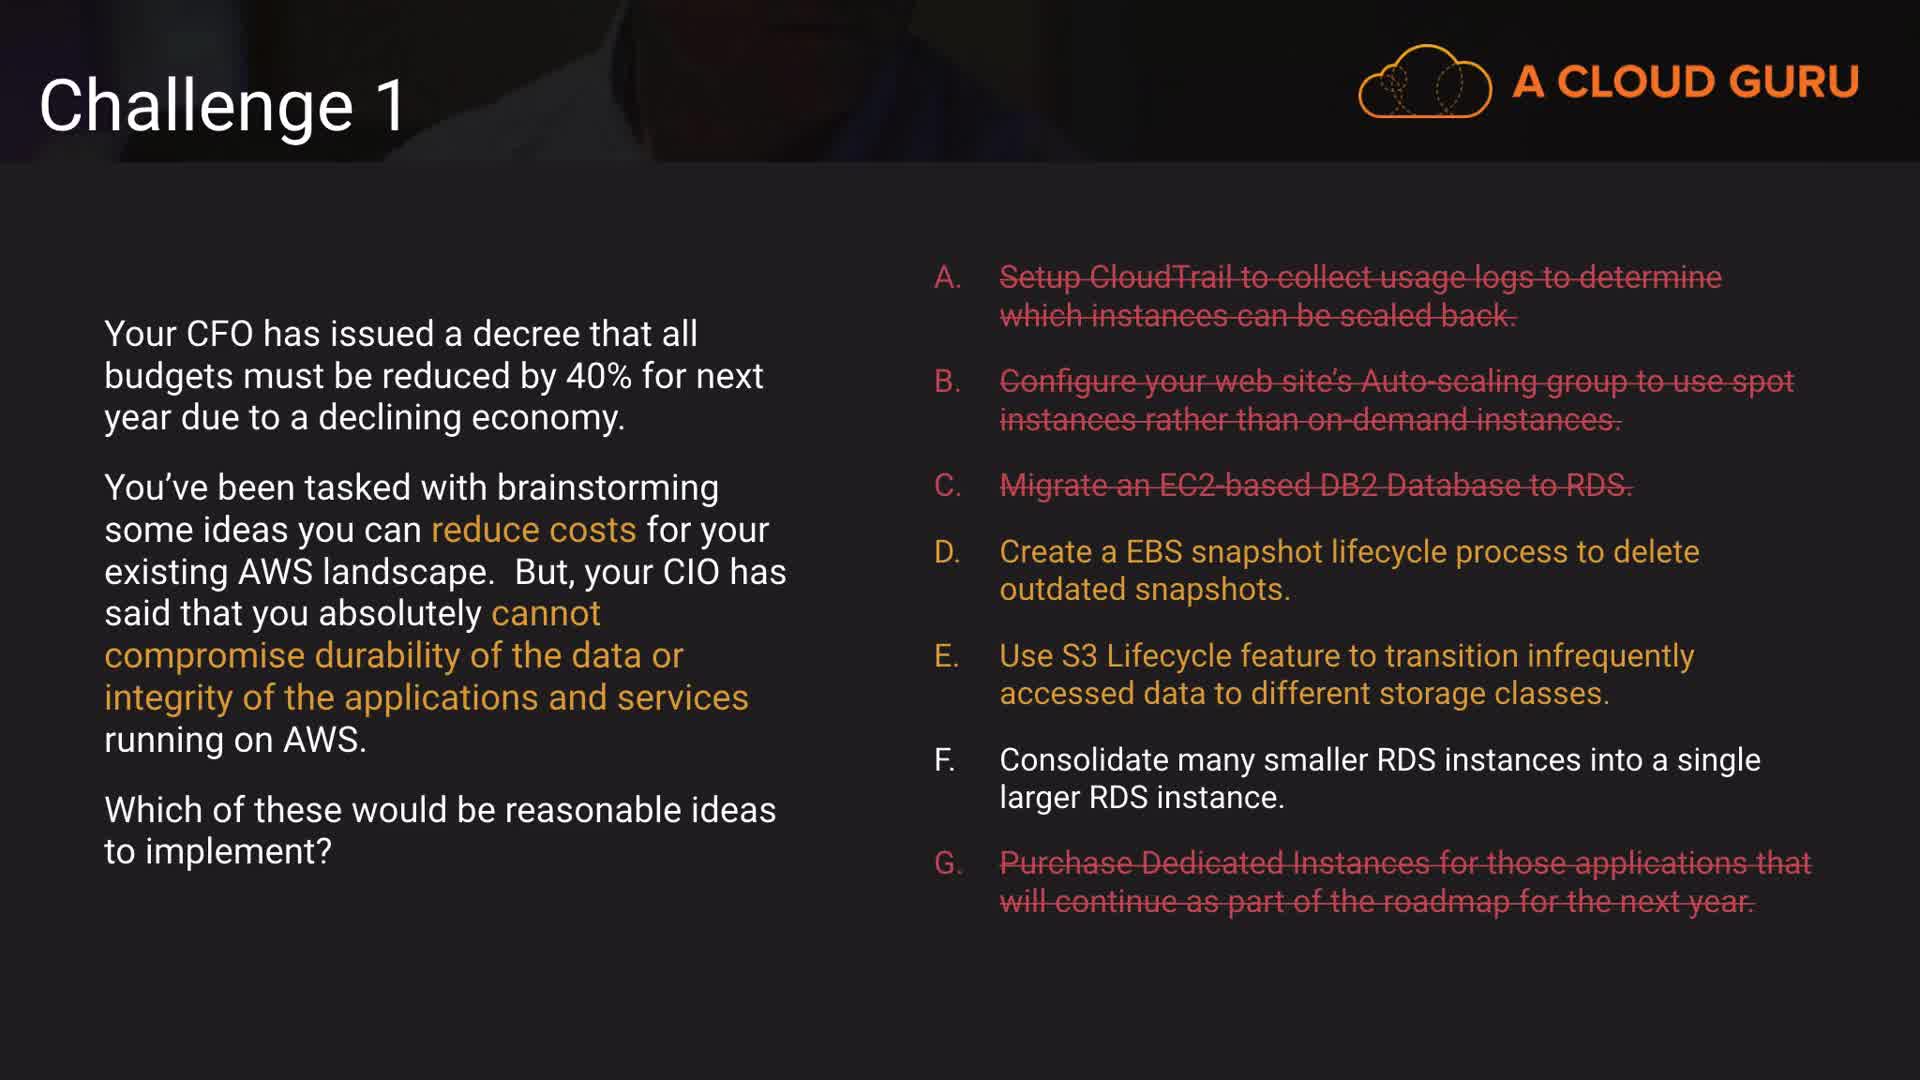 Challenge 1
A CLOUD GURU
Your CFO has issued a decree that all
budgets must be reduced by 40% for next
year due to a declining economy.
You’ve been tasked with brainstorming
some ideas you can reduce costs for your
existing AWS landscape.  But, your CIO has
said that you absolutely cannot
compromise durability of the data or
integrity of the applications and services
running on AWS.
Which of these would be reasonable ideas
to implement?
A. Setup CloudTrail to collect usage logs to determine
which instances can be scaled back.
B. Configure your web site’s Auto-scaling group to use spot
instances rather than on-demand instances.
C. Migrate an EC2-based DB2 Database to RDS.
D. Create a EBS snapshot lifecycle process to delete
outdated snapshots.
E. Use S3 Lifecycle feature to transition infrequently
accessed data to different storage classes.
F. Consolidate many smaller RDS instances into a single
larger RDS instance.
G. Purchase Dedicated Instances for those applications that
will continue as part of the roadmap for the next year.